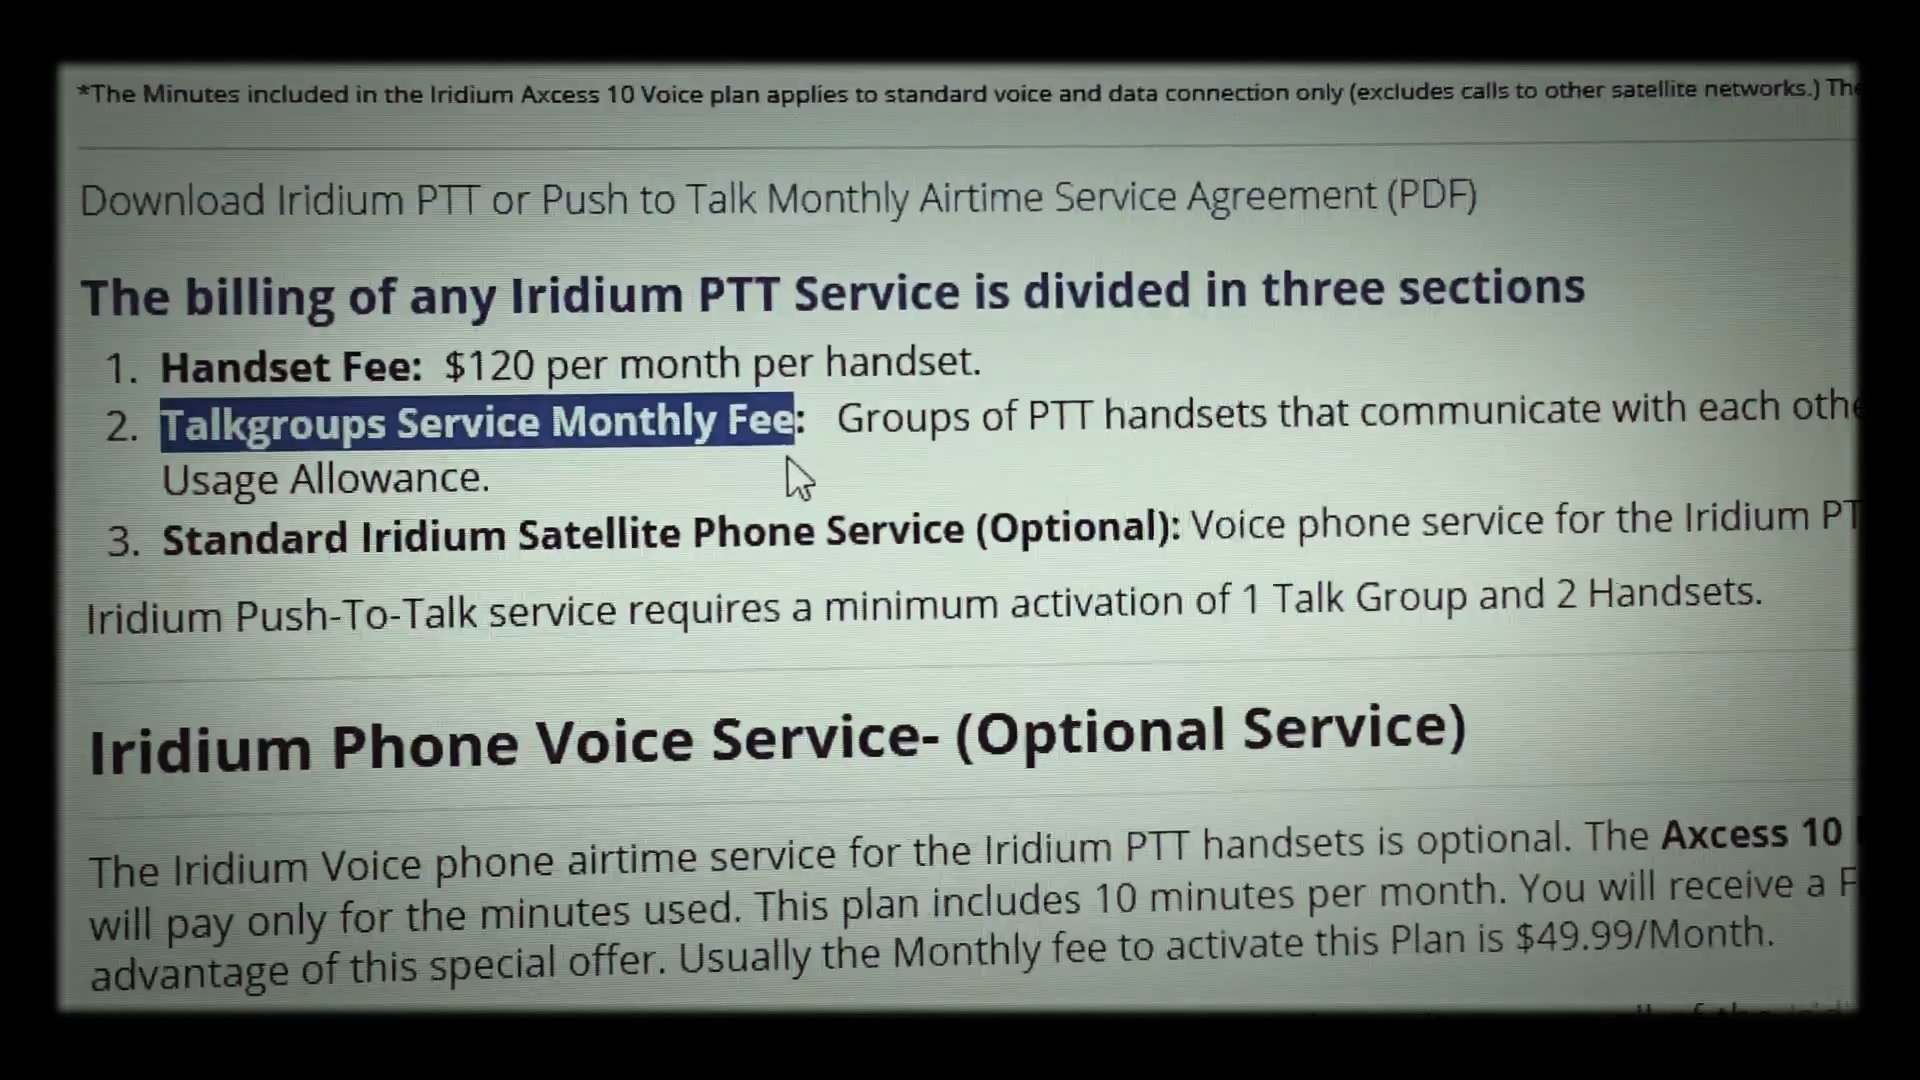 *The Minutes included in the Iridium Axcess 10 Voice plan applies to standard voice and data connection only (excludes calls to other satellite networks.)
Download Iridium PTT or Push to Talk Monthly Airtime Service Agreement (PDF)
The billing of any Iridium PTT Service is divided in three sections
1. Handset Fee: $120 per month per handset.
2. Talkgroups Service Monthly Fee: Groups of PTT handsets that communicate with each
Usage Allowance.
3. Standard Iridium Satellite Phone Service (Optional): Voice phone service for the Iridium
Iridium Push-To-Talk service requires a minimum activation of 1 Talk Group and 2 Handsets.
Iridium Phone Voice Service- (Optional Service)
The Iridium Voice phone airtime service for the Iridium PTT handsets is optional. The Axcess 10
will pay only for the minutes used. This plan includes 10 minutes per month. You will receive a
advantage of this special offer. Usually the Monthly fee to activate this Plan is $49.99/Month.